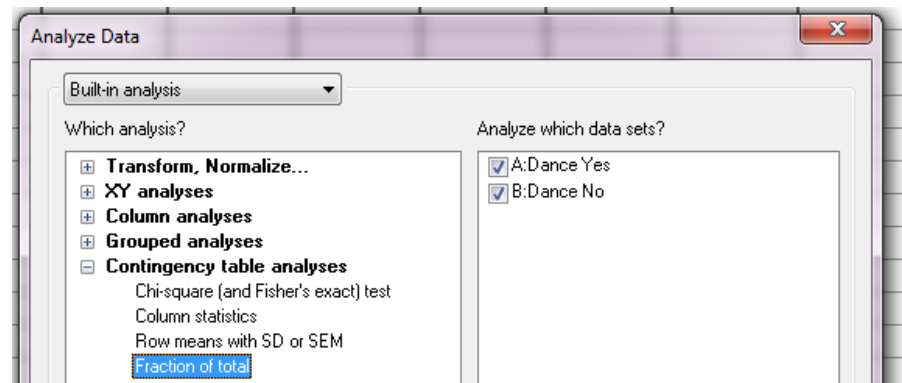 Analyze Data
Built-in analysis
Which analysis?
Transform, Normalize...
XY analyses
Column analyses
Grouped analyses
Contingency table analyses
Chi-square (and Fisher's exact) test
Column statistics
Row means with SD or SEM
Fraction of total
Analyze which data sets?
A:Dance Yes
B:Dance No